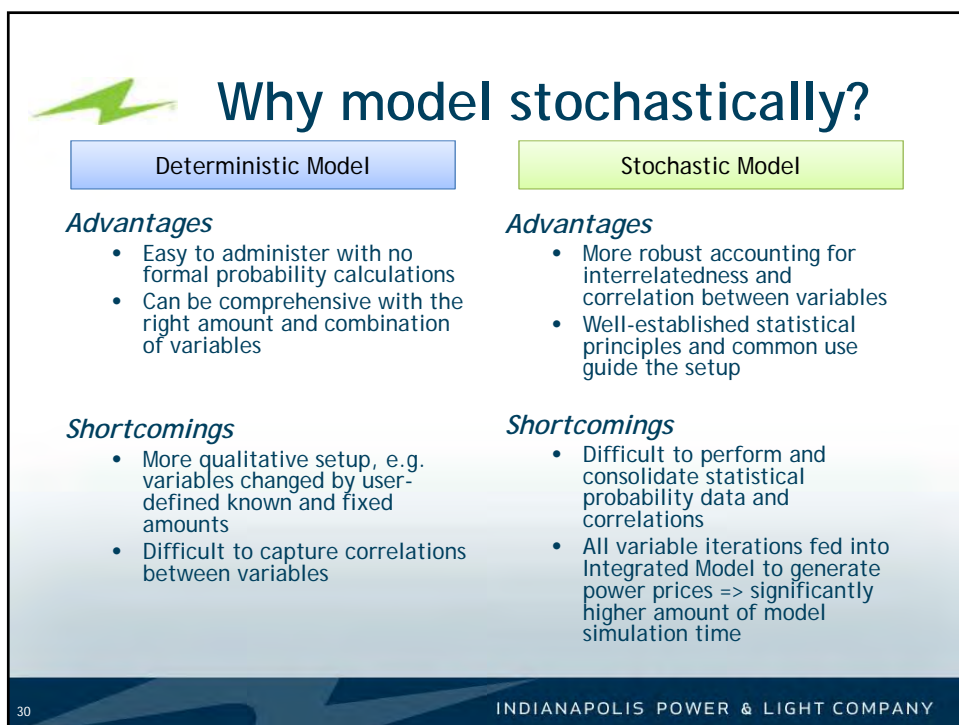 Why model stochastically?
Deterministic Model
Advantages
• Easy to administer with no
formal probability calculations
• Can be comprehensive with the
right amount and combination
of variables
Shortcomings
• More qualitative setup, e.g.
variables changed by user-
defined known and fixed
amounts
• Difficult to capture correlations
between variables
Stochastic Model
Advantages
• More robust accounting for
interrelatedness and
correlation between variables
• Well-established statistical
principles and common use
guide the setup
Shortcomings
• Difficult to perform and
consolidate statistical
probability data and
correlations
• All variable iterations fed into
Integrated Model to generate
power prices => significantly
higher amount of model
simulation time
30
INDIANAPOLIS POWER & LIGHT COMPANY